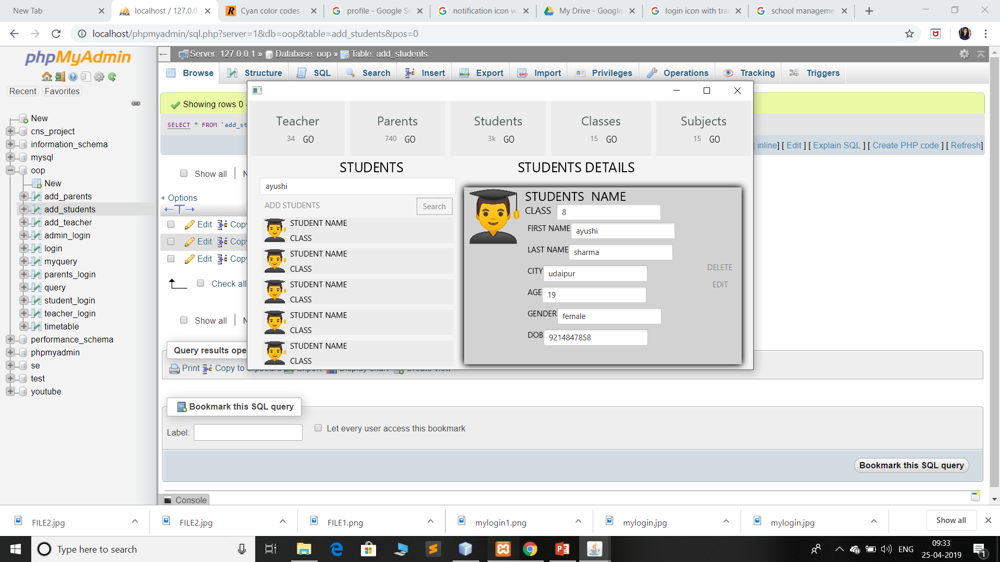 New Tab
localhost / 127.0.0.
Cyan color codes -
profile - Google Se
notification icon w
My Drive - Google
login icon with tra
school manageme
localhost/phpmyadmin/sql.php?server=1&db=oop&table=add_students&pos=0
phpMyAdmin
Recent
Favorites
New
cns_project
information_schema
mysql
oop
New
add_parents
add_students
add_teacher
admin_login
login
myquery
parents_login
query
student_login
teacher_login
timetable
performance_schema
phpmyadmin
se
test
youtube
Server: 127.0.0.1 » Database: oop » Table: add_students
Browse
Structure
SQL
Search
Insert
Export
Import
Privileges
Operations
Tracking
Triggers
Showing rows 0 -
SELECT * FROM `add_st
t inline] [ Edit ] [ Explain SQL ] [ Create PHP code ] [ Refresh]
Show all
+ Options
Edit Copy
Edit Copy
Edit Copy
Check all
Show all
Query results ope
Print Copy to clipboard Export Display chart Create view
Bookmark this SQL query
Label:
Let every user access this bookmark
Bookmark this SQL query
Console
Teacher
34 GO
Parents
740 GO
Students
3k GO
Classes
15 GO
Subjects
15 GO
STUDENTS
ayushi
ADD STUDENTS
Search
STUDENT NAME
CLASS
STUDENT NAME
CLASS
STUDENT NAME
CLASS
STUDENT NAME
CLASS
STUDENT NAME
CLASS
STUDENTS DETAILS
STUDENTS NAME
CLASS 8
FIRST NAME ayushi
LAST NAME sharma
CITY udaipur
AGE 19
GENDER female
DOB 9214847858
DELETE
EDIT
FILE2.jpg
FILE2.jpg
FILE1.png
mylogin1.png
mylogin.jpg
mylogin.jpg
Show all
Type here to search
ENG
09:33
25-04-2019
1